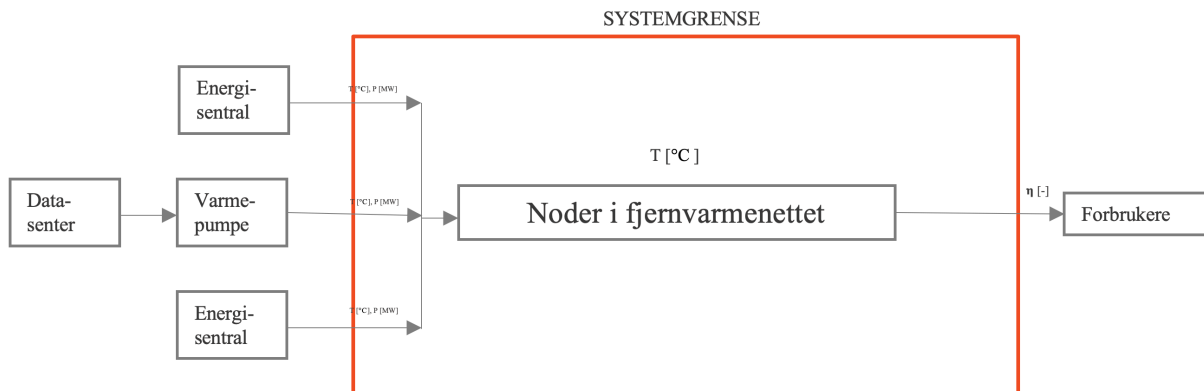 SYSTEMGRENSE
Energi-
sentral
T [°C], P [MW]
T [°C ]
Data-
senter
Varme-
pumpe
T [°C], P [MW]
Noder i fjernvarmenettet
η [-]
Forbrukere
Energi-
sentral
T [°C], P [MW]